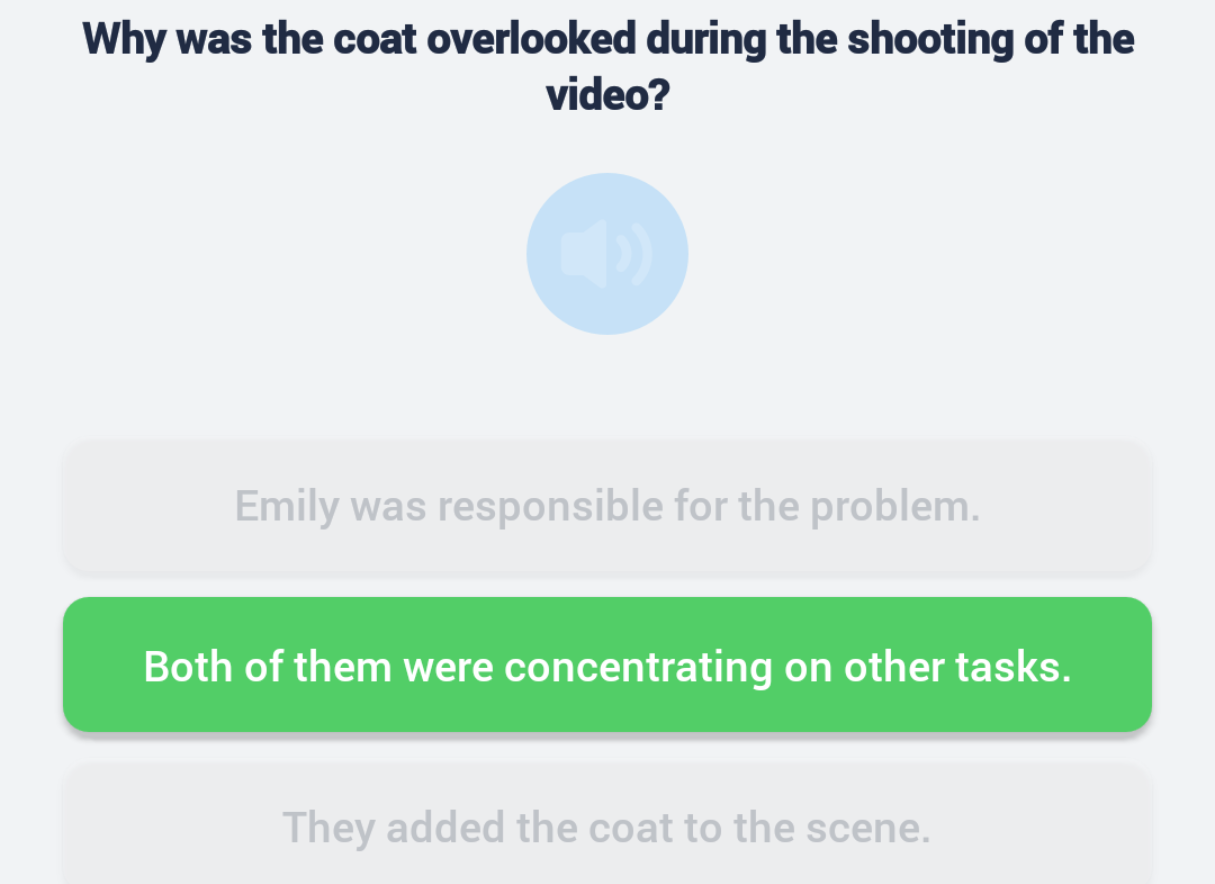 Why was the coat overlooked during the shooting of the
video?
Emily was responsible for the problem.
Both of them were concentrating on other tasks.
They added the coat to the scene.